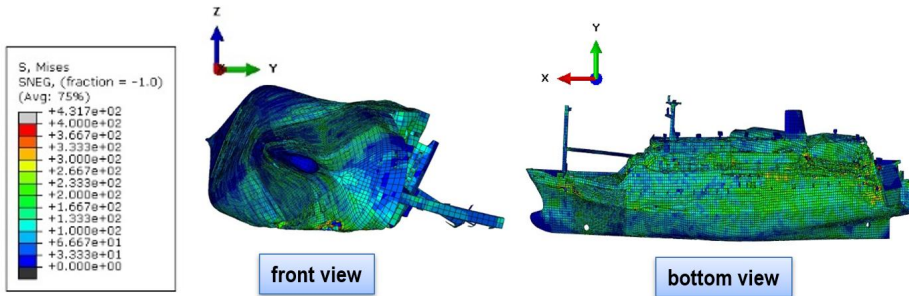 S, Mises
SNEG, (fraction = -1.0)
(Avg: 75%)
+4.317e+02
+4.000e+02
+3.667e+02
+3.333e+02
+3.000e+02
+2.667e+02
+2.333e+02
+2.000e+02
+1.667e+02
+1.333e+02
+1.000e+02
+6.667e+01
+3.333e+01
+0.000e+00
Z
X
Y
front view
Y
X
bottom view